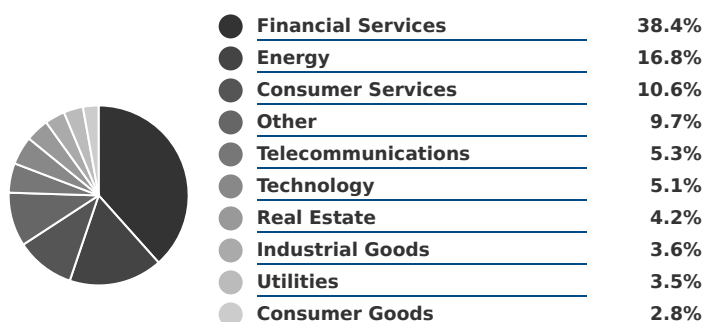 Financial Services 38.4%
Energy 16.8%
Consumer Services 10.6%
Other 9.7%
Telecommunications 5.3%
Technology 5.1%
Real Estate 4.2%
Industrial Goods 3.6%
Utilities 3.5%
Consumer Goods 2.8%